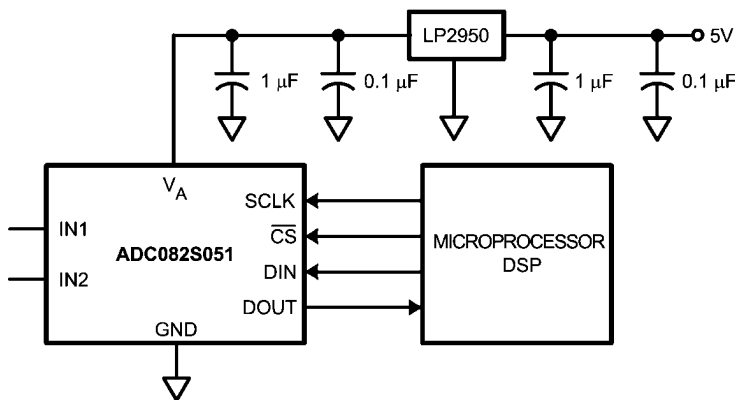 LP2950
5V
1 μF
0.1 μF
1 μF
0.1 μF
VA
SCLK
IN1
CS
MICROPROCESSOR
DSP
ADC082S051
IN2
DIN
DOUT
GND